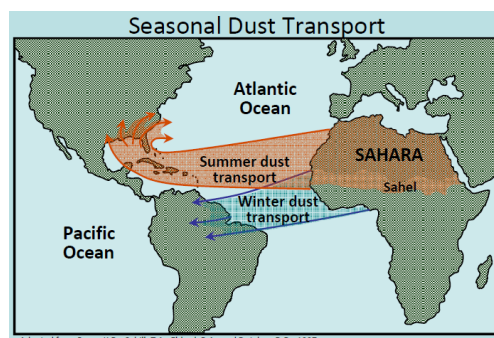 Seasonal Dust Transport
Atlantic
Ocean
Summer dust
transport
SAHARA
Sahel
Winter dust
transport
Pacific
Ocean